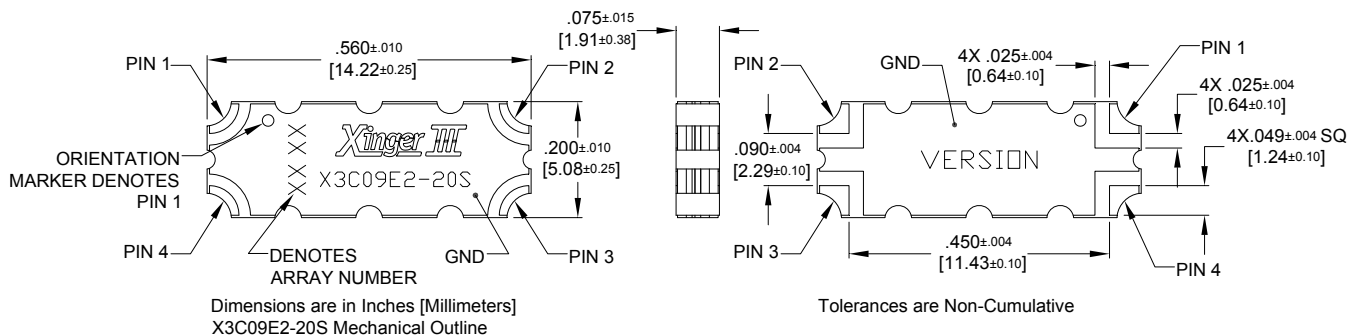 .560±.010
[14.22±0.25]
.075±.015
[1.91±0.38]
PIN 1
PIN 2
ORIENTATION
MARKER DENOTES
PIN 1
Xinger III
X3C09E2-20S
XXXXX
.200±.010
[5.08±0.25]
PIN 4
DENOTES
ARRAY NUMBER
GND
PIN 3
Dimensions are in Inches [Millimeters]
X3C09E2-20S Mechanical Outline
PIN 2
GND
4X .025±.004
[0.64±0.10]
PIN 1
4X .025±.004
[0.64±0.10]
.090±.004
[2.29±0.10]
VERSION
4X.049±.004 SQ
[1.24±0.10]
PIN 3
.450±.004
[11.43±0.10]
PIN 4
Tolerances are Non-Cumulative